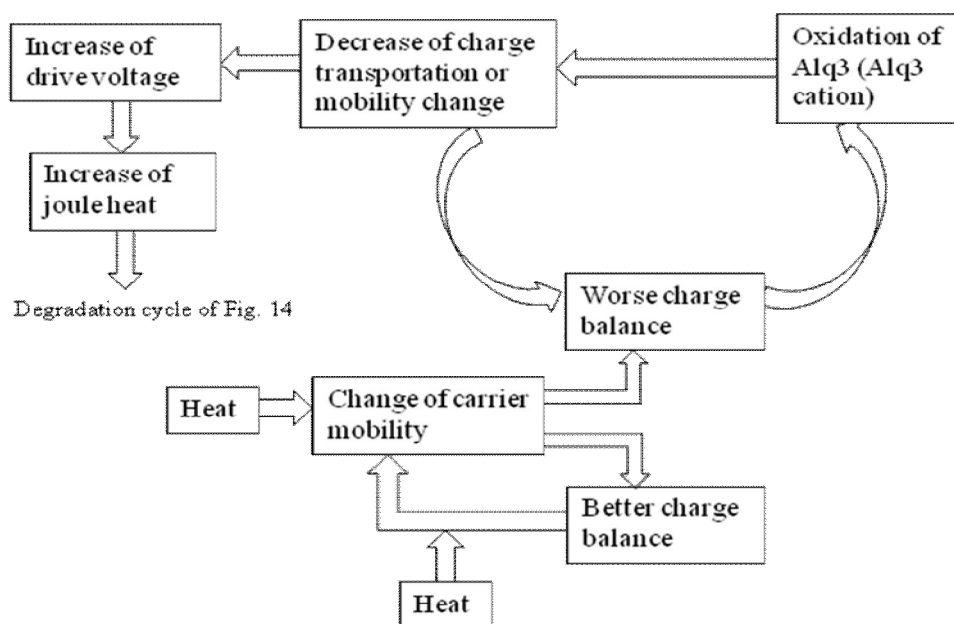 Increase of
drive voltage
Decrease of charge
transportation or
mobility change
Oxidation of
Alq3 (Alq3
cation)
Increase of
joule heat
Degradation cycle of Fig. 14
Worse charge
balance
Heat
Change of carrier
mobility
Better charge
balance
Heat